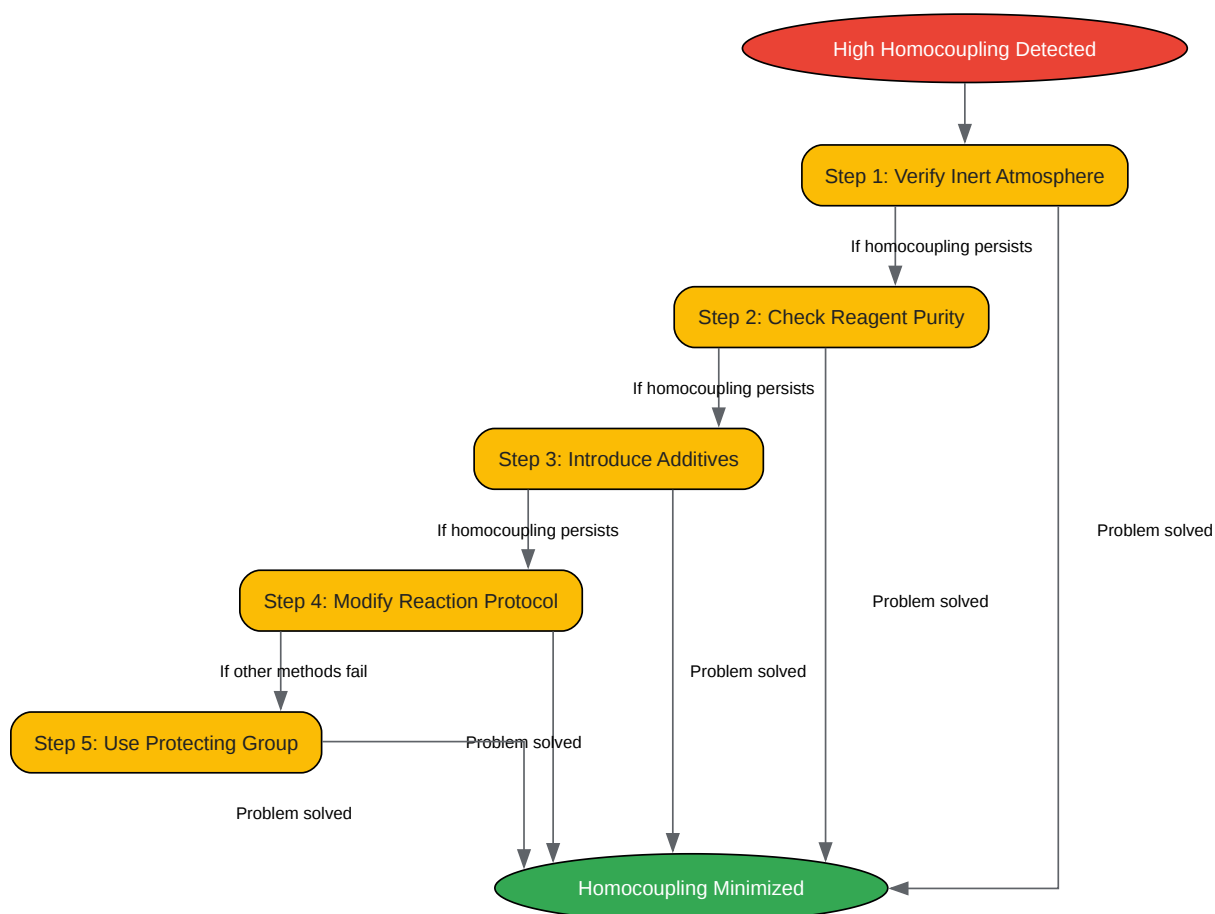 High Homocoupling Detected
Step 1: Verify Inert Atmosphere
If homocoupling persists
Step 2: Check Reagent Purity
If homocoupling persists
Step 3: Introduce Additives
If homocoupling persists
Problem solved
Step 4: Modify Reaction Protocol
Problem solved
If other methods fail
Problem solved
Step 5: Use Protecting Group
Problem solved
Problem solved
Homocoupling Minimized